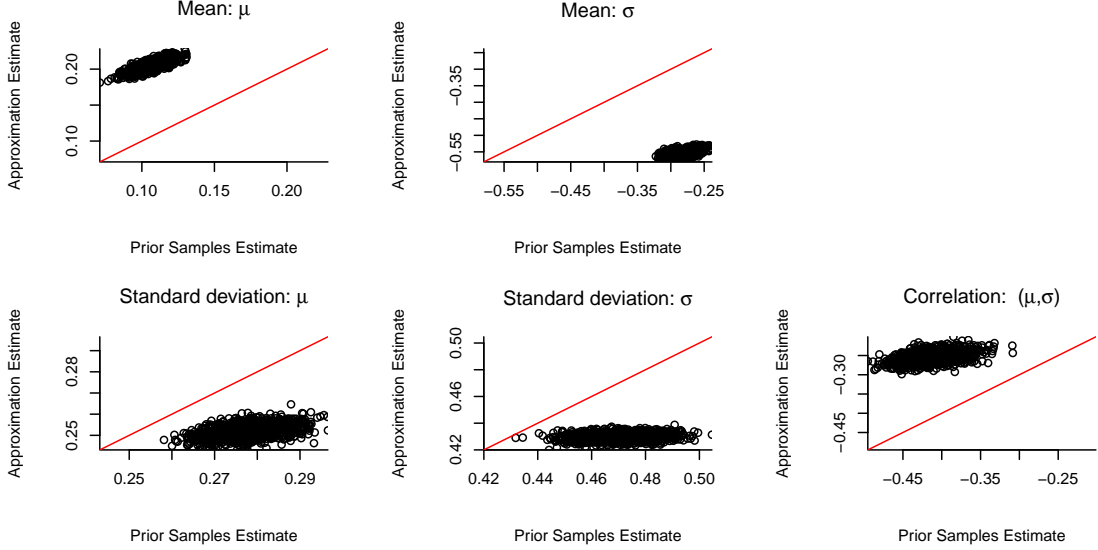 Mean: μ
Approximation Estimate
0.10 0.20
0.10 0.15 0.20
Prior Samples Estimate
Mean: σ
Approximation Estimate
−0.55 −0.35
−0.55 −0.45 −0.35 −0.25
Prior Samples Estimate
Standard deviation: μ
Approximation Estimate
0.25 0.28
0.25 0.27 0.29
Prior Samples Estimate
Standard deviation: σ
Approximation Estimate
0.42 0.46 0.50
0.42 0.44 0.46 0.48 0.50
Prior Samples Estimate
Correlation: (μ,σ)
Approximation Estimate
−0.45 −0.30
−0.45 −0.35 −0.25
Prior Samples Estimate